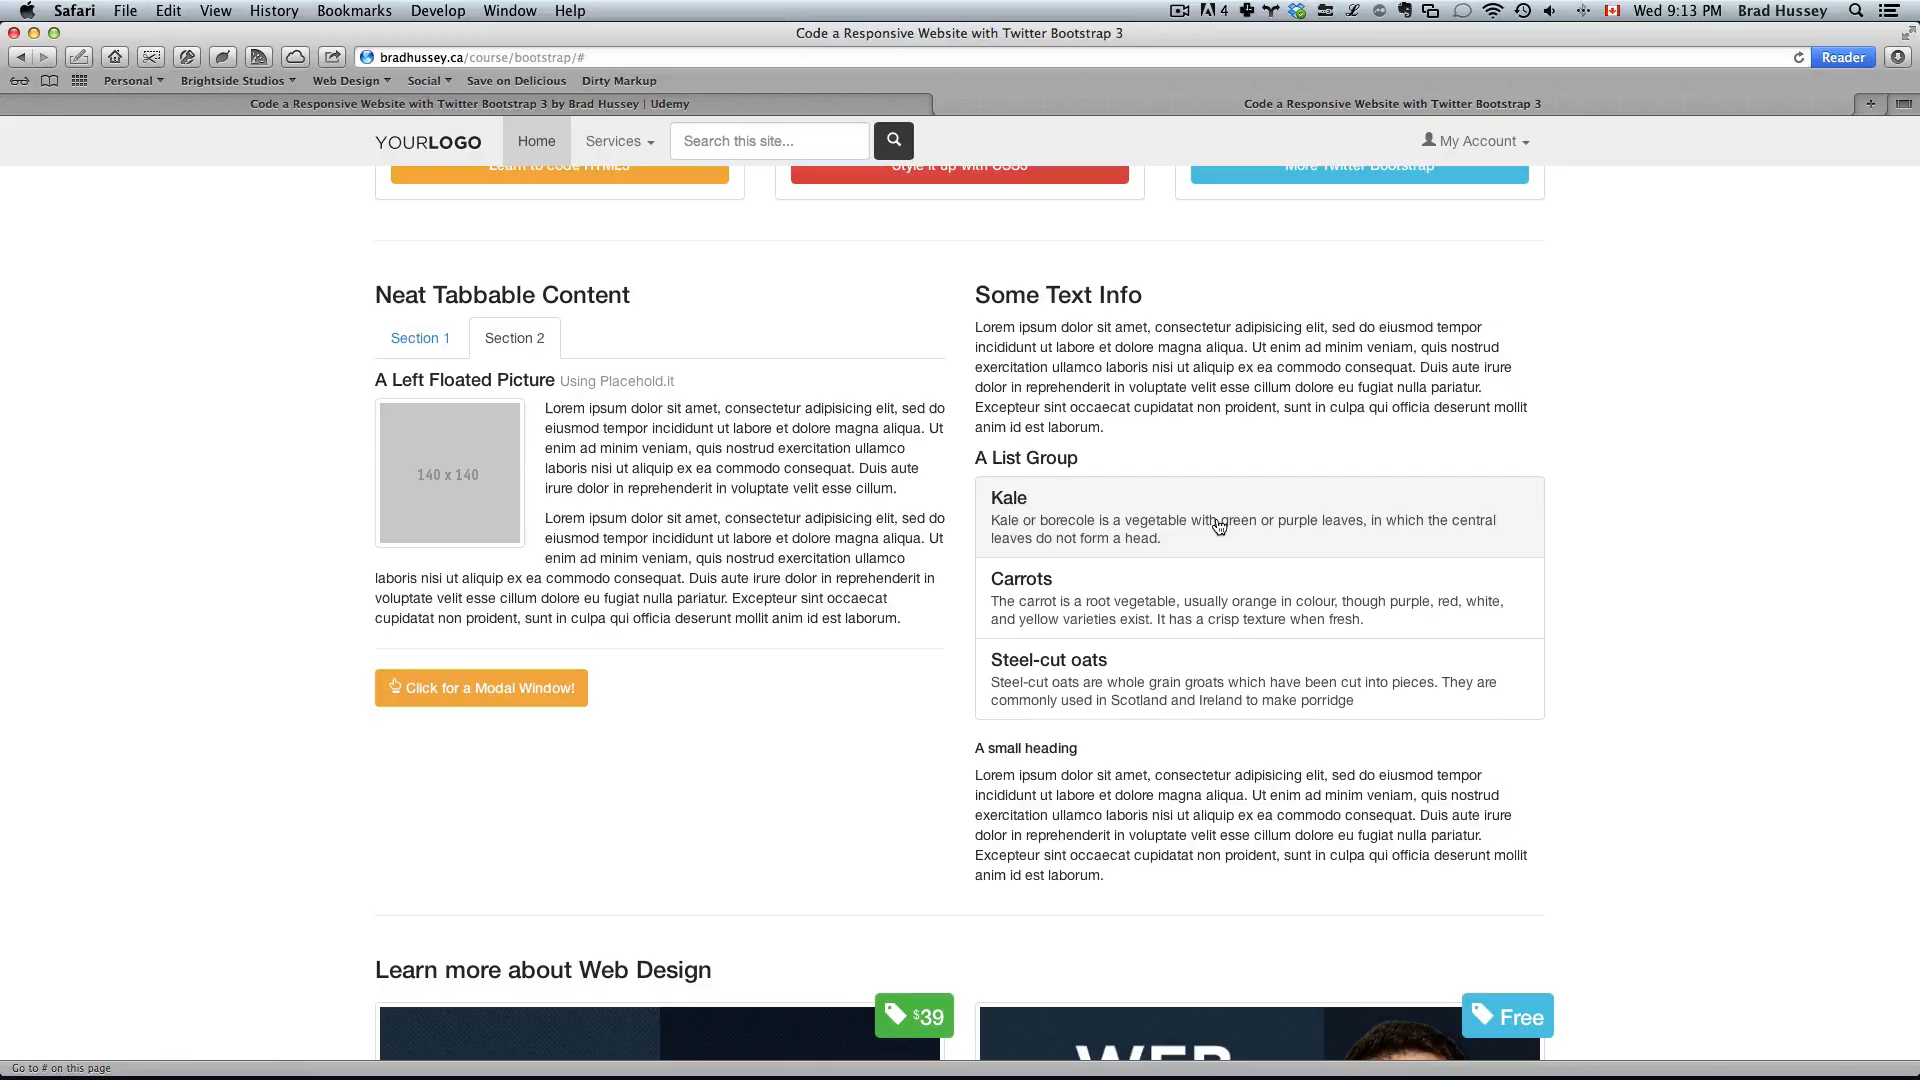 Safari File Edit View History Bookmarks Develop Window Help 4 Wed 9:13 PM Brad Hussey
Code a Responsive Website with Twitter Bootstrap 3
bradhussey.ca/course/bootstrap/# Reader
Personal Brightside Studios Web Design Social Save on Delicious Dirty Markup
Code a Responsive Website with Twitter Bootstrap 3 by Brad Hussey | Udemy
Code a Responsive Website with Twitter Bootstrap 3
YOURLOGO Home Services Search this site... My Account
Learn to code HTML5 Style it up with CSS3 More Twitter Bootstrap
Neat Tabbable Content
Section 1 Section 2
A Left Floated Picture Using Placehold.it
140 x 140
Lorem ipsum dolor sit amet, consectetur adipisicing elit, sed do
eiusmod tempor incididunt ut labore et dolore magna aliqua. Ut
enim ad minim veniam, quis nostrud exercitation ullamco
laboris nisi ut aliquip ex ea commodo consequat. Duis aute
irure dolor in reprehenderit in voluptate velit esse cillum.
Lorem ipsum dolor sit amet, consectetur adipisicing elit, sed do
eiusmod tempor incididunt ut labore et dolore magna aliqua. Ut
enim ad minim veniam, quis nostrud exercitation ullamco
laboris nisi ut aliquip ex ea commodo consequat. Duis aute irure dolor in reprehenderit in
voluptate velit esse cillum dolore eu fugiat nulla pariatur. Excepteur sint occaecat
cupidatat non proident, sunt in culpa qui officia deserunt mollit anim id est laborum.
Click for a Modal Window!
Some Text Info
Lorem ipsum dolor sit amet, consectetur adipisicing elit, sed do eiusmod tempor
incididunt ut labore et dolore magna aliqua. Ut enim ad minim veniam, quis nostrud
exercitation ullamco laboris nisi ut aliquip ex ea commodo consequat. Duis aute irure
dolor in reprehenderit in voluptate velit esse cillum dolore eu fugiat nulla pariatur.
Excepteur sint occaecat cupidatat non proident, sunt in culpa qui officia deserunt mollit
anim id est laborum.
A List Group
Kale
Kale or borecole is a vegetable with green or purple leaves, in which the central
leaves do not form a head.
Carrots
The carrot is a root vegetable, usually orange in colour, though purple, red, white,
and yellow varieties exist. It has a crisp texture when fresh.
Steel-cut oats
Steel-cut oats are whole grain groats which have been cut into pieces. They are
commonly used in Scotland and Ireland to make porridge
A small heading
Lorem ipsum dolor sit amet, consectetur adipisicing elit, sed do eiusmod tempor
incididunt ut labore et dolore magna aliqua. Ut enim ad minim veniam, quis nostrud
exercitation ullamco laboris nisi ut aliquip ex ea commodo consequat. Duis aute irure
dolor in reprehenderit in voluptate velit esse cillum dolore eu fugiat nulla pariatur.
Excepteur sint occaecat cupidatat non proident, sunt in culpa qui officia deserunt mollit
anim id est laborum.
Learn more about Web Design
$39
Free
WEB
Go to # on this page